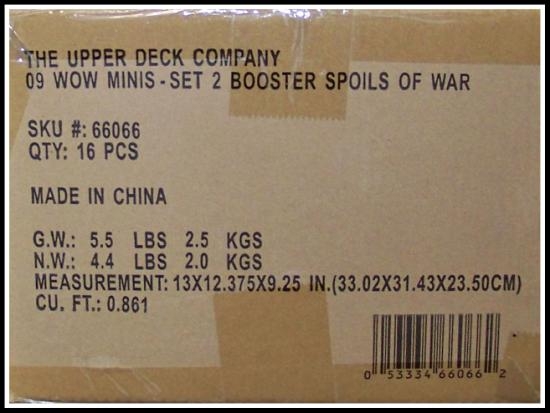 THE UPPER DECK COMPANY
09 WOW MINIS - SET 2 BOOSTER SPOILS OF WAR
SKU #: 66066
QTY: 16 PCS
MADE IN CHINA
G.W.: 5.5 LBS 2.5 KGS
N.W.: 4.4 LBS 2.0 KGS
MEASUREMENT: 13X12.375X9.25 IN.(33.02X31.43X23.50CM)
CU. FT.: 0.861
0 53334 66066 2